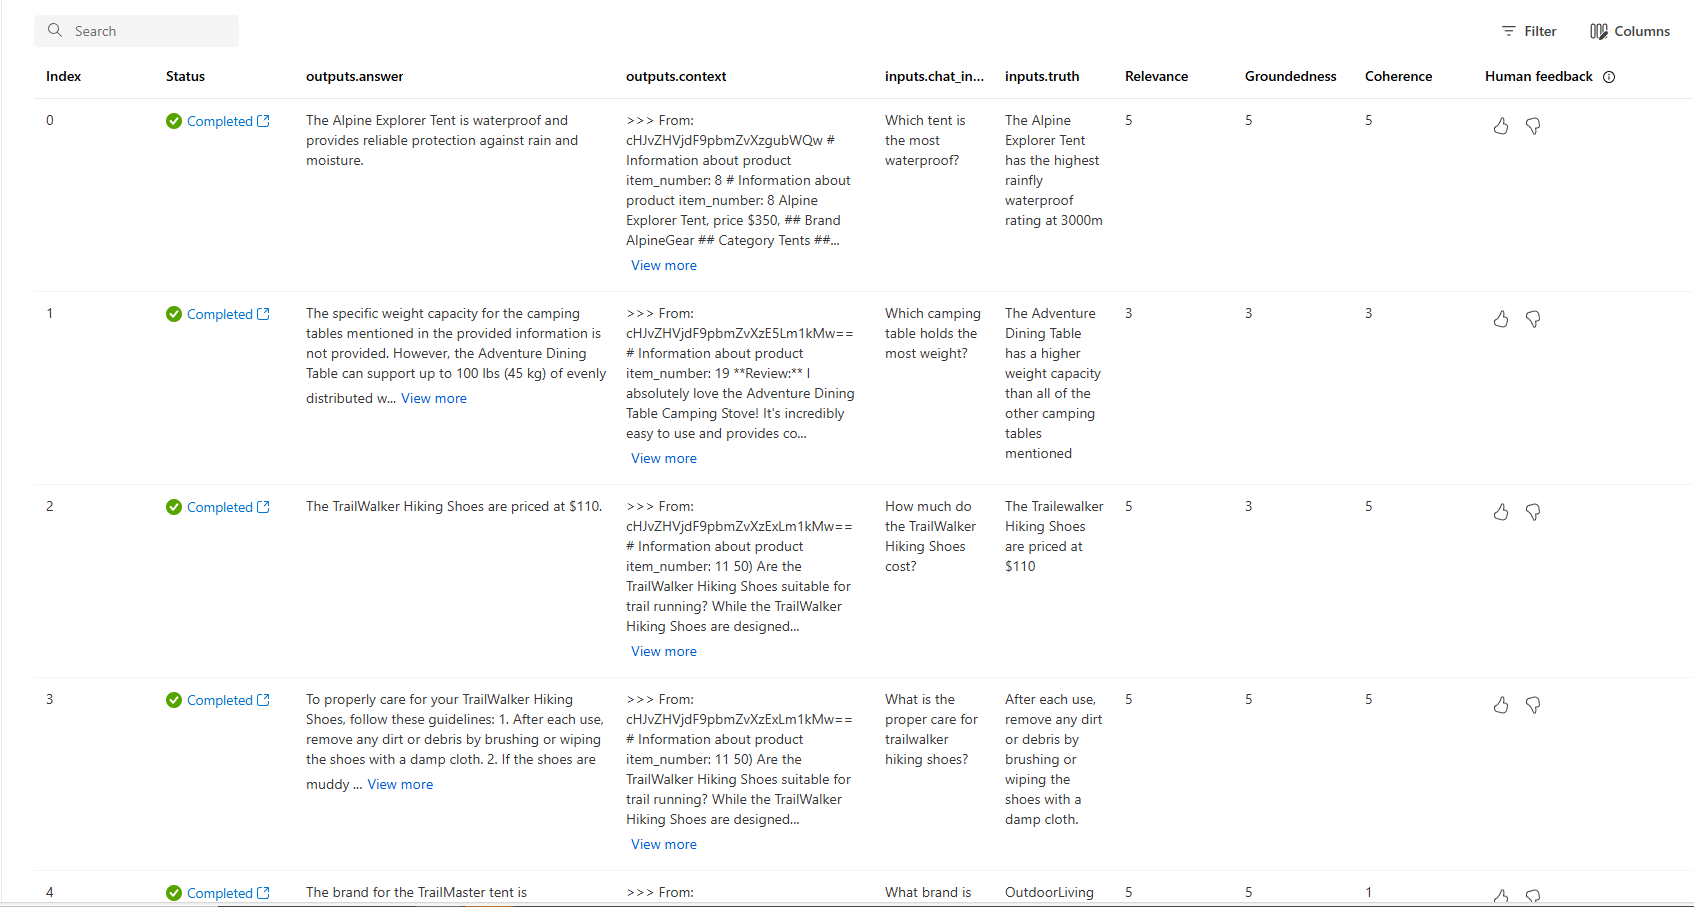 Search
Filter
Columns
Index Status outputs.answer outputs.context inputs.chat_in... inputs.truth Relevance Groundedness Coherence Human feedback
0
Completed
The Alpine Explorer Tent is waterproof and
provides reliable protection against rain and
moisture.
>>> From:
cHJvZHVjdF9pbmZvXzgubWQw #
Information about product
item_number: 8 # Information about
product item_number: 8 Alpine
Explorer Tent, price $350, ## Brand
AlpineGear ## Category Tents ##...
View more
Which tent is
the most
waterproof?
The Alpine
Explorer Tent
has the highest
rainfly
waterproof
rating at 3000m
5
5
5
1
Completed
The specific weight capacity for the camping
tables mentioned in the provided information is
not provided. However, the Adventure Dining
Table can support up to 100 lbs (45 kg) of evenly
distributed w... View more
>>> From:
cHJvZHVjdF9pbmZvXzE5Lm1kMw==
# Information about product
item_number: 19 **Review:** I
absolutely love the Adventure Dining
Table Camping Stove! It's incredibly
easy to use and provides co...
View more
Which camping
table holds the
most weight?
The Adventure
Dining Table
has a higher
weight capacity
than all of the
other camping
tables
mentioned
3
3
3
2
Completed
The TrailWalker Hiking Shoes are priced at $110.
>>> From:
cHJvZHVjdF9pbmZvXzExLm1kMw==
# Information about product
item_number: 11 50) Are the
TrailWalker Hiking Shoes suitable for
trail running? While the TrailWalker
Hiking Shoes are designed...
View more
How much do
the TrailWalker
Hiking Shoes
cost?
The Trailewalker
Hiking Shoes
are priced at
$110
5
3
5
3
Completed
To properly care for your TrailWalker Hiking
Shoes, follow these guidelines: 1. After each use,
remove any dirt or debris by brushing or wiping
the shoes with a damp cloth. 2. If the shoes are
muddy ... View more
>>> From:
cHJvZHVjdF9pbmZvXzExLm1kMw==
# Information about product
item_number: 11 50) Are the
TrailWalker Hiking Shoes suitable for
trail running? While the TrailWalker
Hiking Shoes are designed...
View more
What is the
proper care for
trailwalker
hiking shoes?
After each use,
remove any dirt
or debris by
brushing or
wiping the
shoes with a
damp cloth.
5
5
5
4
Completed
The brand for the TrailMaster tent is
>>> From:
What brand is
OutdoorLiving
5
5
1